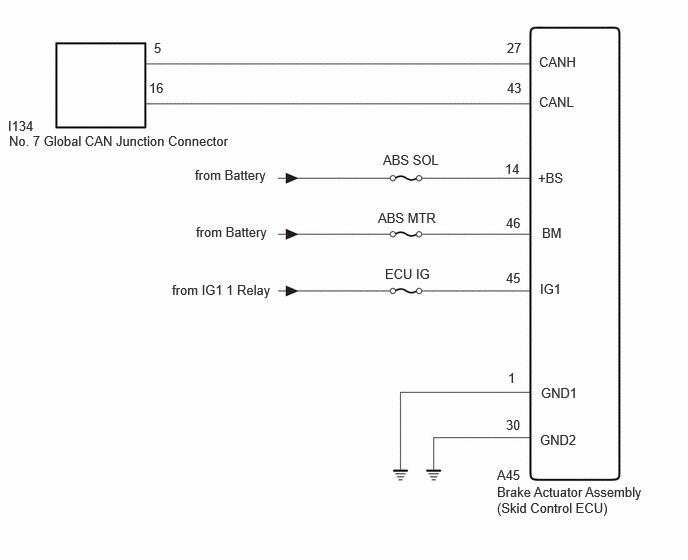 5
27
CANH
16
43
CANL
I134
No. 7 Global CAN Junction Connector
ABS SOL
from Battery
14
+BS
ABS MTR
from Battery
46
BM
ECU IG
from IG1 1 Relay
45
IG1
1
GND1
30
GND2
A45
Brake Actuator Assembly
(Skid Control ECU)